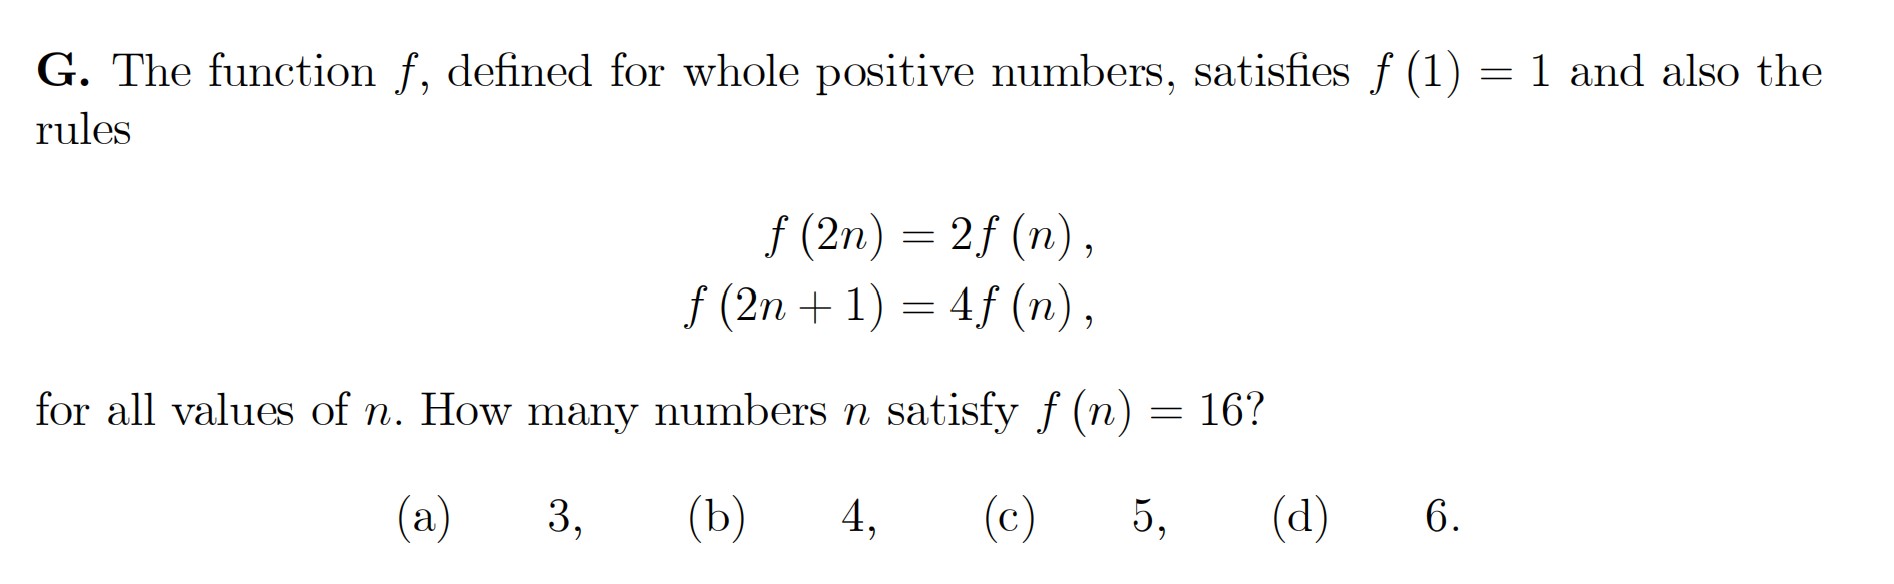 G. The function f, defined for whole positive numbers, satisfies f (1) = 1 and also the
rules
f (2n) = 2f (n) ,
f (2n + 1) = 4f (n) ,
for all values of n. How many numbers n satisfy f (n) = 16?
(a) 3, (b) 4, (c) 5, (d) 6.